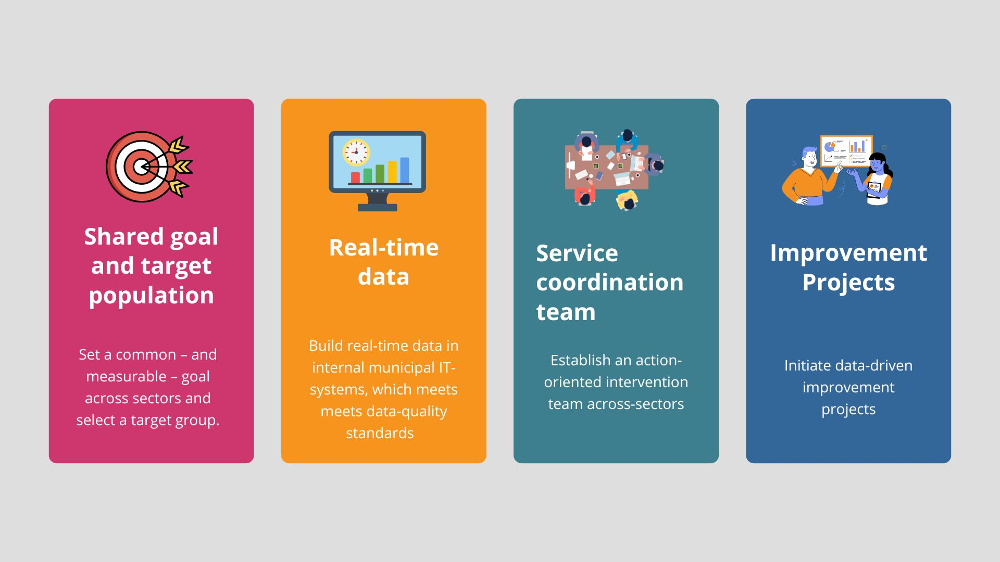 Shared goal
and target
population
Set a common – and
measurable – goal
across sectors and
select a target group.
Real-time
data
Build real-time data in
internal municipal IT-
systems, which meets
meets data-quality
standards
Service
coordination
team
Establish an action-
oriented intervention
team across-sectors
Improvement
Projects
Initiate data-driven
improvement
projects